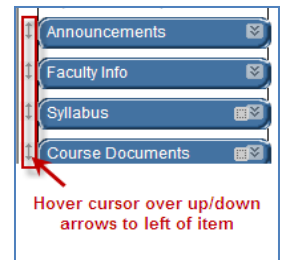 Announcements
Faculty Info
Syllabus
Course Documents
Hover cursor over up/down
arrows to left of item